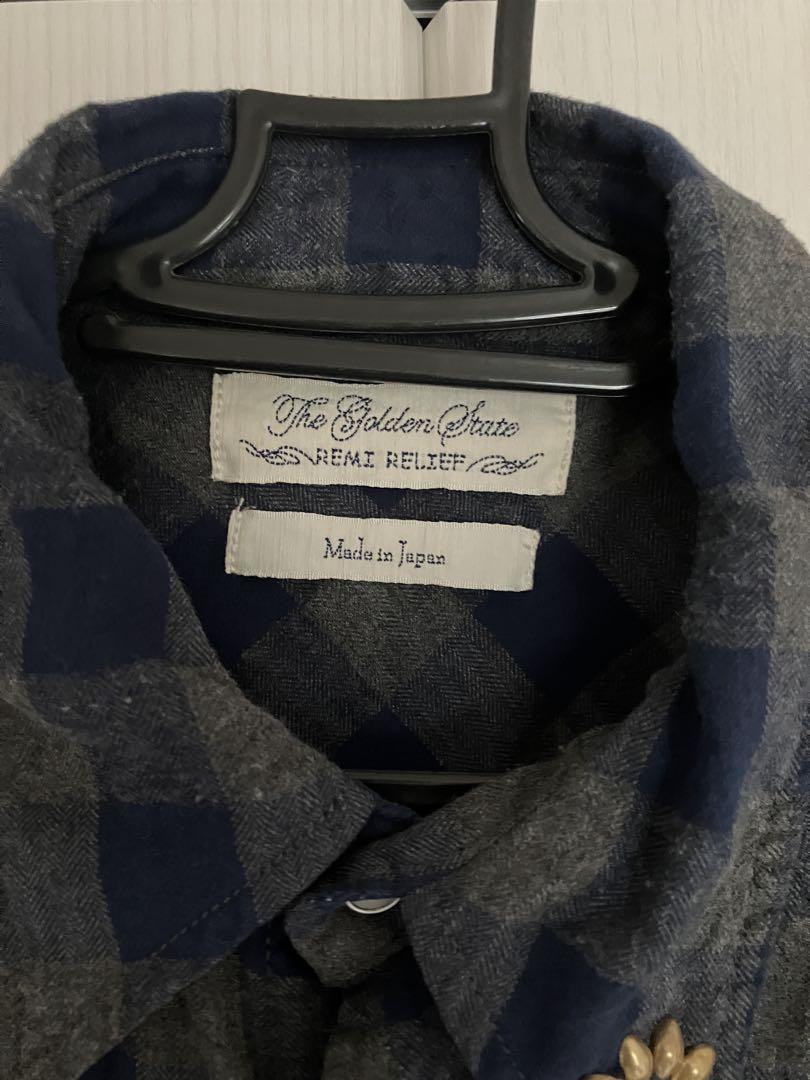 The Golden State
REMI RELIEF
Made in Japan